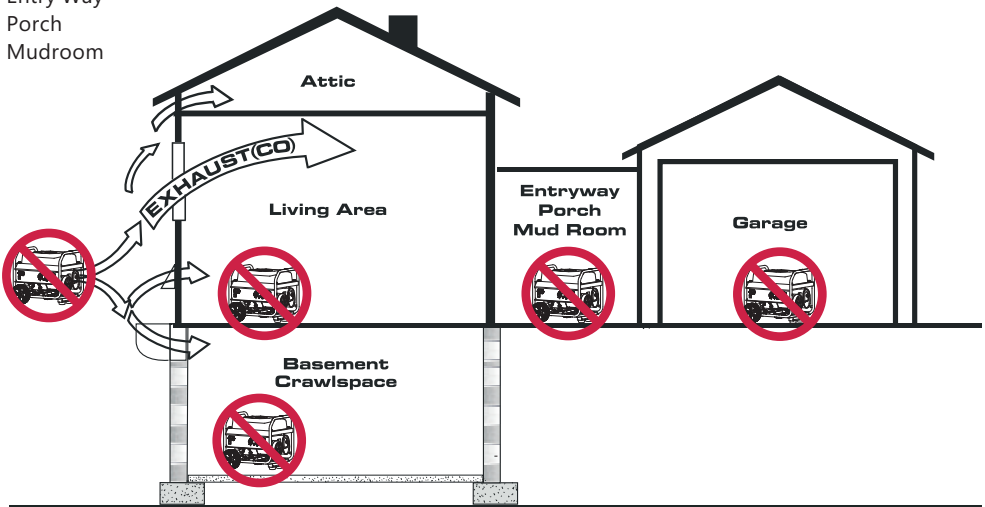 Porch
Mudroom
Attic
EXHAUST(CO)
Living Area
Entryway
Porch
Mud Room
Garage
Basement
Crawlspace